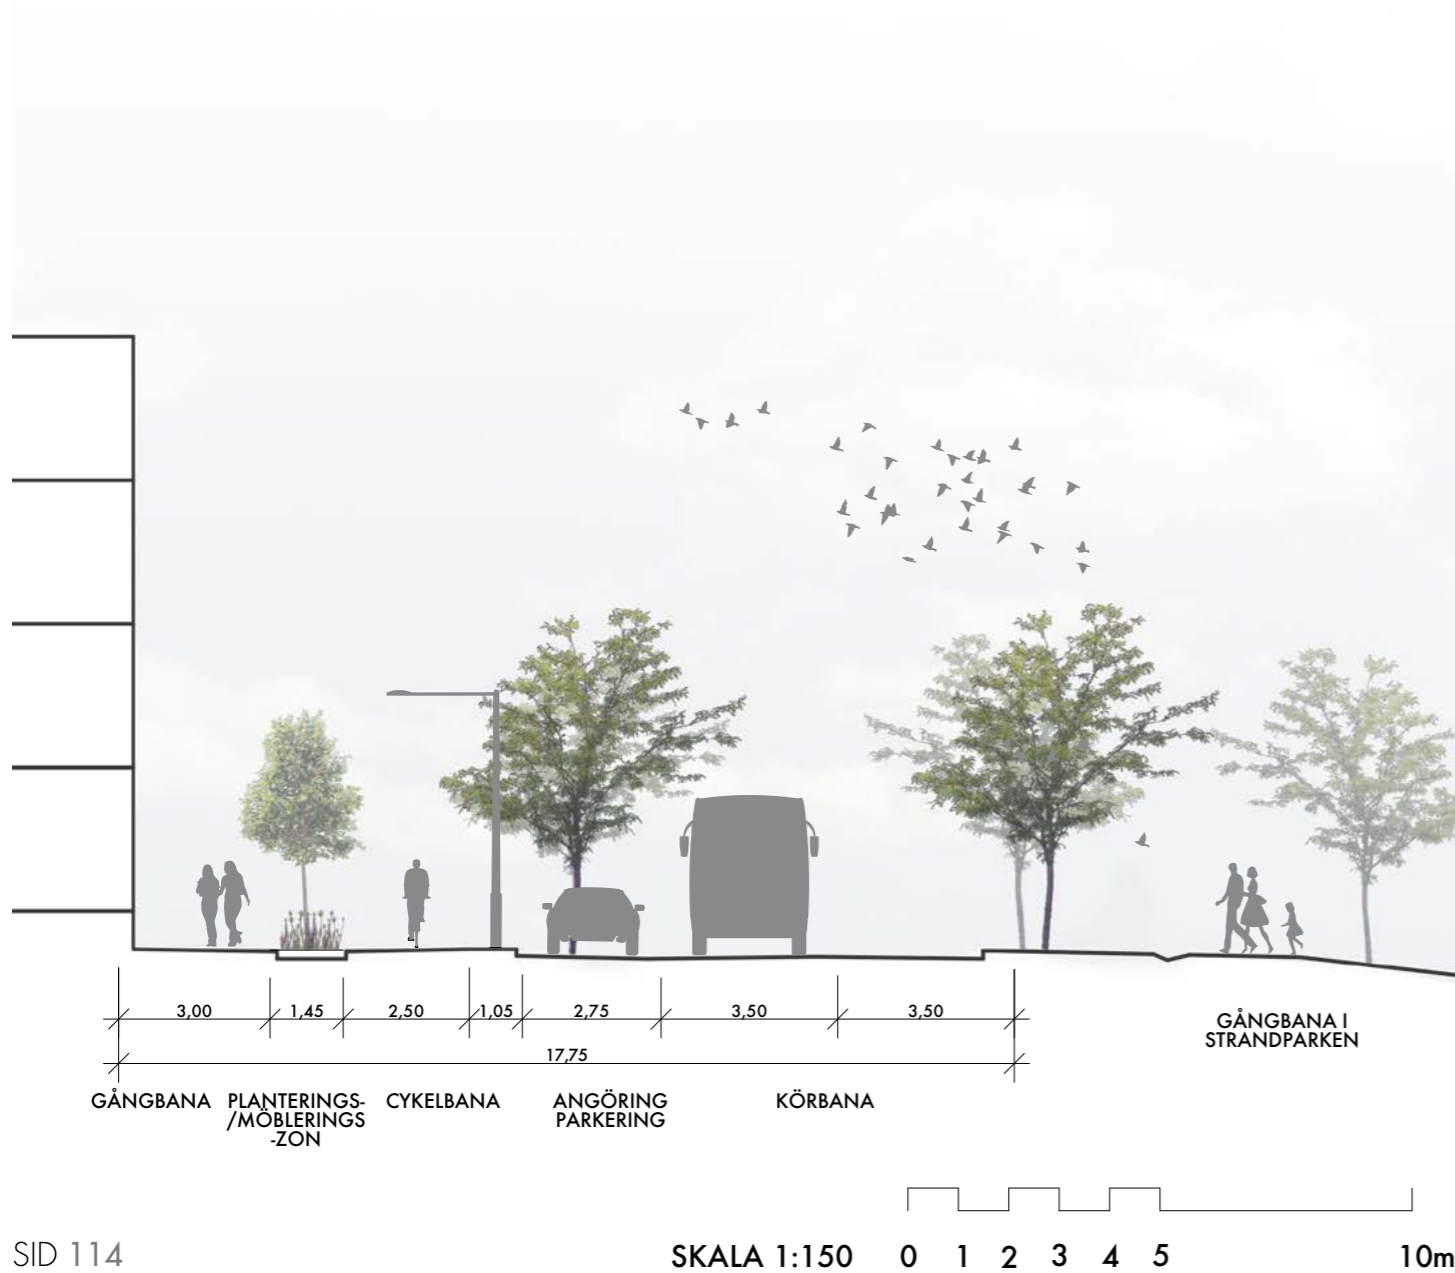 3,00 1,45 2,50 1,05 2,75 3,50 3,50
17,75
GÅNGBANA I
STRANDPARKEN
GÅNGBANA
PLANTERINGS-
/MÖBLERINGS
-ZON
CYKELBANA
ANGÖRING
PARKERING
KÖRBANA
SID 114
SKALA 1:150
0 1 2 3 4 5 10m